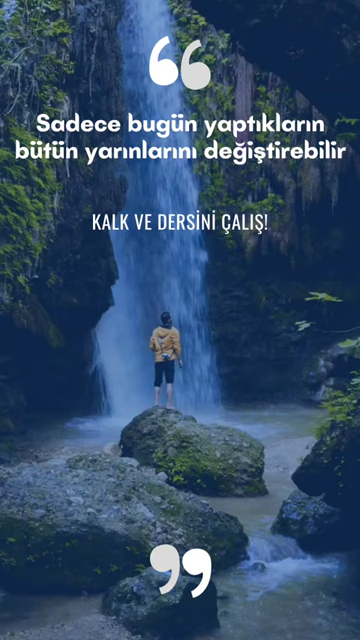 Sadece bugün yaptıkların
bütün yarınlarını değiştirebilir
KALK VE DERSİNİ ÇALIŞ!